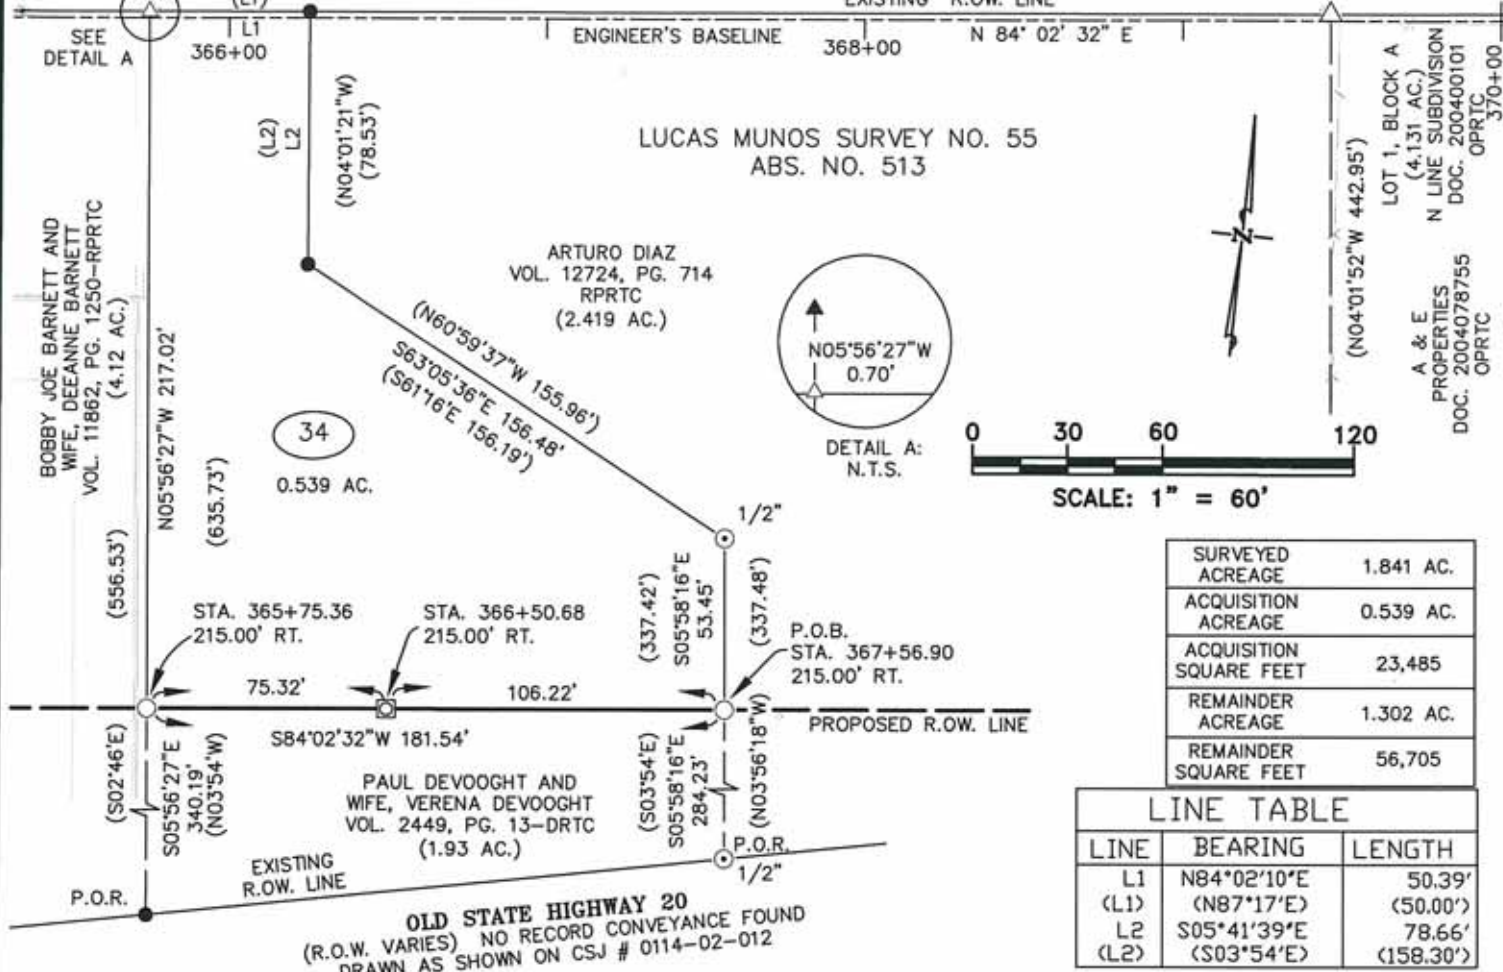 (L1)
EXISTING R.O.W. LINE
SEE
DETAIL A
L1
366+00
ENGINEER'S BASELINE
368+00
N 84° 02' 32" E
370+00
(L2)
L2
(N04°01'21"W)
(78.53')
LUCAS MUNOS SURVEY NO. 55
ABS. NO. 513
LOT 1, BLOCK A
(4.131 AC.)
N LINE SUBDIVISION
DOC. 200400101
OPRTC
(N04°01'52"W 442.95')
A & E
PROPERTIES
DOC. 2004078755
OPRTC
N
BOBBY JOE BARNETT AND
WIFE, DEEANNE BARNETT
VOL. 11862, PG. 1250-RPRTC
(4.12 AC.)
N05°56'27"W 217.02'
(635.73')
(556.53')
ARTURO DIAZ
VOL. 12724, PG. 714
RPRTC
(2.419 AC.)
(N60°59'37"W 155.96')
S63°05'36"E 156.48'
(S61°16'E 156.19')
N05°56'27"W
0.70'
DETAIL A:
N.T.S.
34
0.539 AC.
0 30 60 120
SCALE: 1" = 60'
1/2"
(337.42')
S05°58'16"E
53.45'
(337.48')
STA. 365+75.36
215.00' RT.
STA. 366+50.68
215.00' RT.
P.O.B.
STA. 367+56.90
215.00' RT.
75.32'
106.22'
S84°02'32"W 181.54'
PROPOSED R.O.W. LINE
(S02°46'E)
S05°56'27"E
340.19'
(N03°54'W)
PAUL DEVOOGHT AND
WIFE, VERENA DEVOOGHT
VOL. 2449, PG. 13-DRTC
(1.93 AC.)
(S03°54'E)
S05°58'16"E
284.23'
(N03°56'18"W)
P.O.R.
1/2"
EXISTING
R.O.W. LINE
P.O.R.
OLD STATE HIGHWAY 20
(R.O.W. VARIES) NO RECORD CONVEYANCE FOUND
DRAWN AS SHOWN ON CSJ # 0114-02-012
SURVEYED
ACREAGE 1.841 AC.
ACQUISITION
ACREAGE 0.539 AC.
ACQUISITION
SQUARE FEET 23,485
REMAINDER
ACREAGE 1.302 AC.
REMAINDER
SQUARE FEET 56,705
LINE TABLE
LINE BEARING LENGTH
L1 N84°02'10"E 50.39'
(L1) (N87°17'E) (50.00')
L2 S05°41'39"E 78.66'
(L2) (S03°54'E) (158.30')